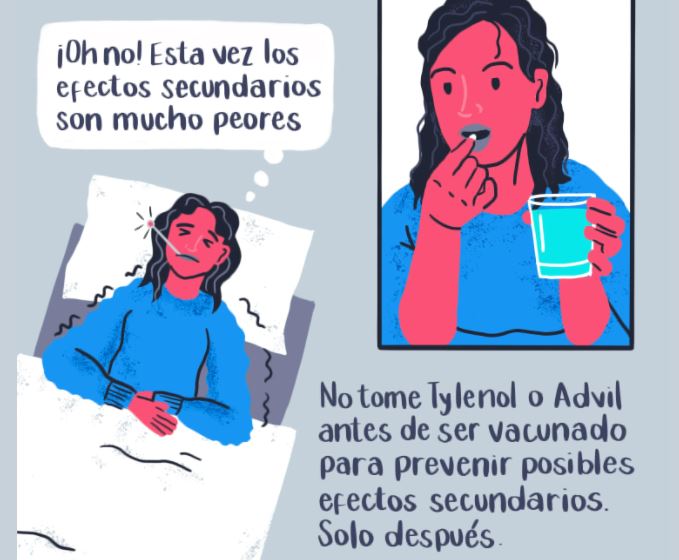 ¡Oh no! Esta vez los
efectos secundarios
son mucho peores
No tome Tylenol o Advil
antes de ser vacunado
para prevenir posibles
efectos secundarios.
Solo después.